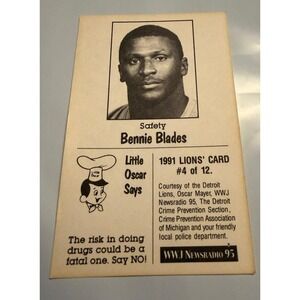 Safety
Bennie Blades
Little
Oscar
Says
The risk in doing
drugs could be a
fatal one. Say NO!
1991 LIONS' CARD
#4 of 12.
Courtesy of the Detroit
Lions, Oscar Mayer, WWJ
Newsradio 95, The Detroit
Crime Prevention Section,
Crime Prevention Association
of Michigan and your friendly
local police department.
WWJ NEWSRADIO 95